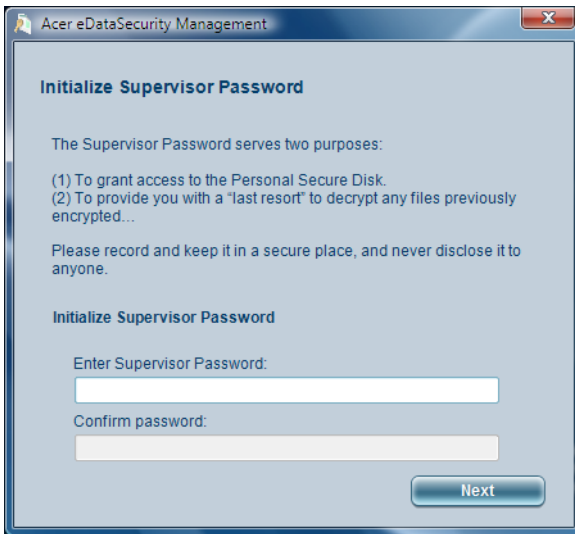 Acer eDataSecurity Management
Initialize Supervisor Password
The Supervisor Password serves two purposes:
(1) To grant access to the Personal Secure Disk.
(2) To provide you with a “last resort” to decrypt any files previously
encrypted...
Please record and keep it in a secure place, and never disclose it to
anyone.
Initialize Supervisor Password
Enter Supervisor Password:
Confirm password:
Next